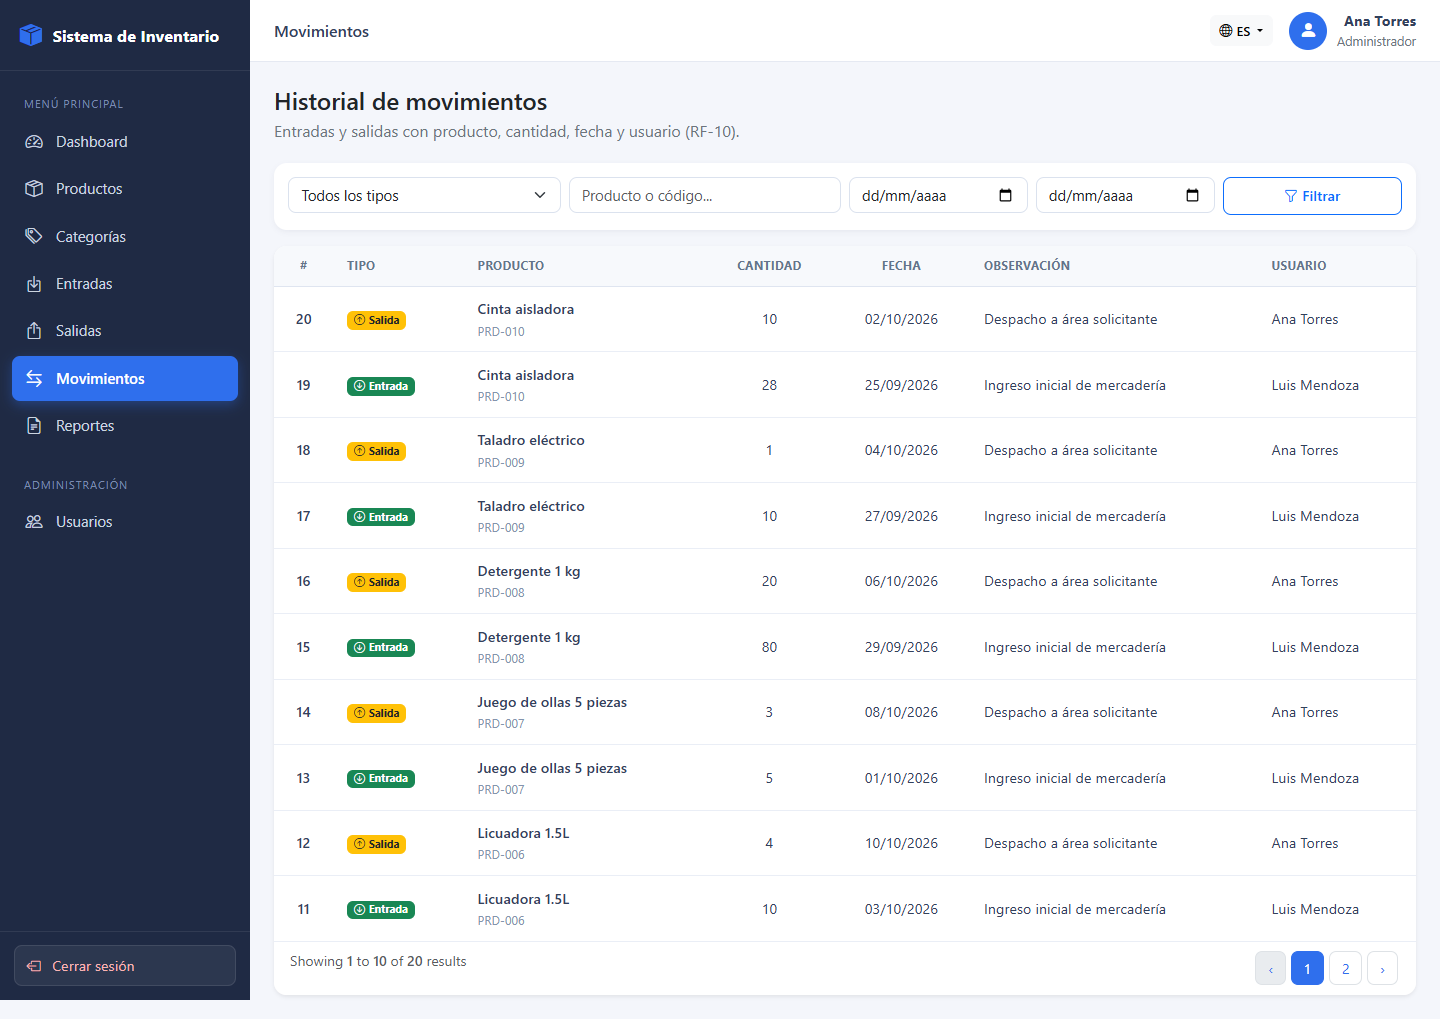 Sistema de Inventario
MENÚ PRINCIPAL
Dashboard
Productos
Categorías
Entradas
Salidas
Movimientos
Reportes
ADMINISTRACIÓN
Usuarios
Cerrar sesión
Movimientos
ES
Ana Torres
Administrador
Historial de movimientos
Entradas y salidas con producto, cantidad, fecha y usuario (RF-10).
Todos los tipos
Producto o código...
dd/mm/aaaa
dd/mm/aaaa
Filtrar
# TIPO PRODUCTO CANTIDAD FECHA OBSERVACIÓN USUARIO
20 Salida Cinta aisladora 10 02/10/2026 Despacho a área solicitante Ana Torres
PRD-010
19 Entrada Cinta aisladora 28 25/09/2026 Ingreso inicial de mercadería Luis Mendoza
PRD-010
18 Salida Taladro eléctrico 1 04/10/2026 Despacho a área solicitante Ana Torres
PRD-009
17 Entrada Taladro eléctrico 10 27/09/2026 Ingreso inicial de mercadería Luis Mendoza
PRD-009
16 Salida Detergente 1 kg 20 06/10/2026 Despacho a área solicitante Ana Torres
PRD-008
15 Entrada Detergente 1 kg 80 29/09/2026 Ingreso inicial de mercadería Luis Mendoza
PRD-008
14 Salida Juego de ollas 5 piezas 3 08/10/2026 Despacho a área solicitante Ana Torres
PRD-007
13 Entrada Juego de ollas 5 piezas 5 01/10/2026 Ingreso inicial de mercadería Luis Mendoza
PRD-007
12 Salida Licuadora 1.5L 4 10/10/2026 Despacho a área solicitante Ana Torres
PRD-006
11 Entrada Licuadora 1.5L 10 03/10/2026 Ingreso inicial de mercadería Luis Mendoza
PRD-006
Showing 1 to 10 of 20 results
‹ 1 2 ›